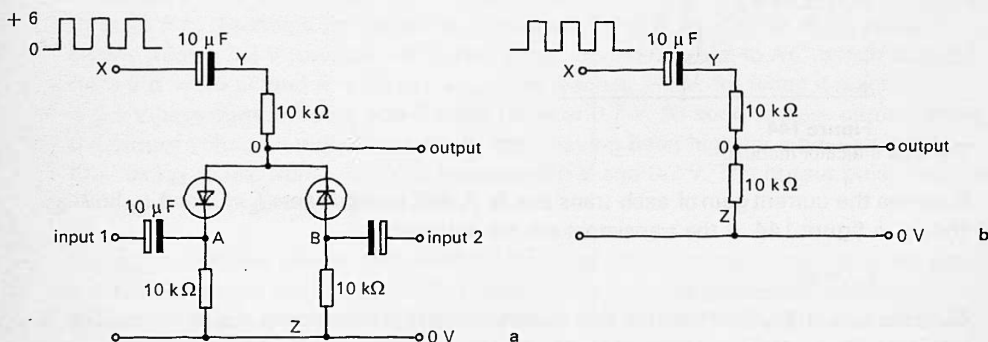 + 6
0
10 µF
X
Y
10 kΩ
0
output
10 µF
input 1
A
B
input 2
10 kΩ
10 kΩ
Z
0 V
a
10 µF
X
Y
10 kΩ
0
output
10 kΩ
Z
0 V
b